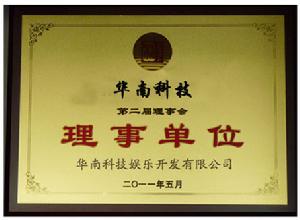 华南科技
第二届理事会
理事单位
华南科技娱乐开发有限公司
二〇一一年五月